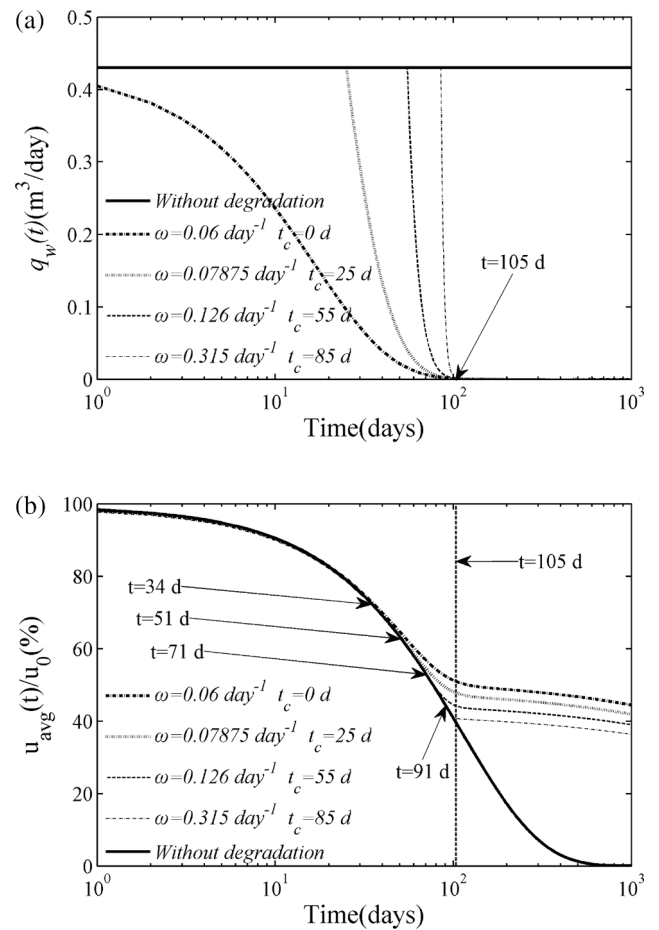 (a)
0.5
0.4
0.3
0.2
0.1
0
q_w(t)(m³/day)
Without degradation
ω=0.06 day⁻¹ t_c=0 d
ω=0.07875 day⁻¹ t_c=25 d
ω=0.126 day⁻¹ t_c=55 d
ω=0.315 day⁻¹ t_c=85 d
t=105 d
10⁰ 10¹ 10² 10³
Time(days)
(b)
100
80
60
40
20
0
u_avg(t)/u_0(%)
t=105 d
t=34 d
t=51 d
t=71 d
t=91 d
ω=0.06 day⁻¹ t_c=0 d
ω=0.07875 day⁻¹ t_c=25 d
ω=0.126 day⁻¹ t_c=55 d
ω=0.315 day⁻¹ t_c=85 d
Without degradation
10⁰ 10¹ 10² 10³
Time(days)